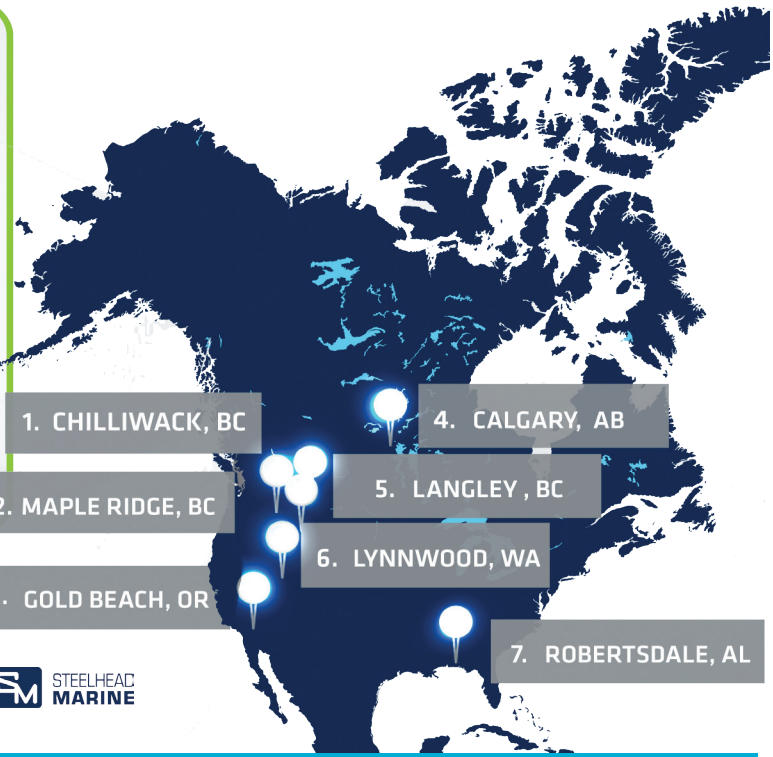 1. CHILLIWACK, BC
2. MAPLE RIDGE, BC
. GOLD BEACH, OR
4. CALGARY, AB
5. LANGLEY , BC
6. LYNNWOOD, WA
7. ROBERTSDALE, AL
SM STEELHEAD
MARINE